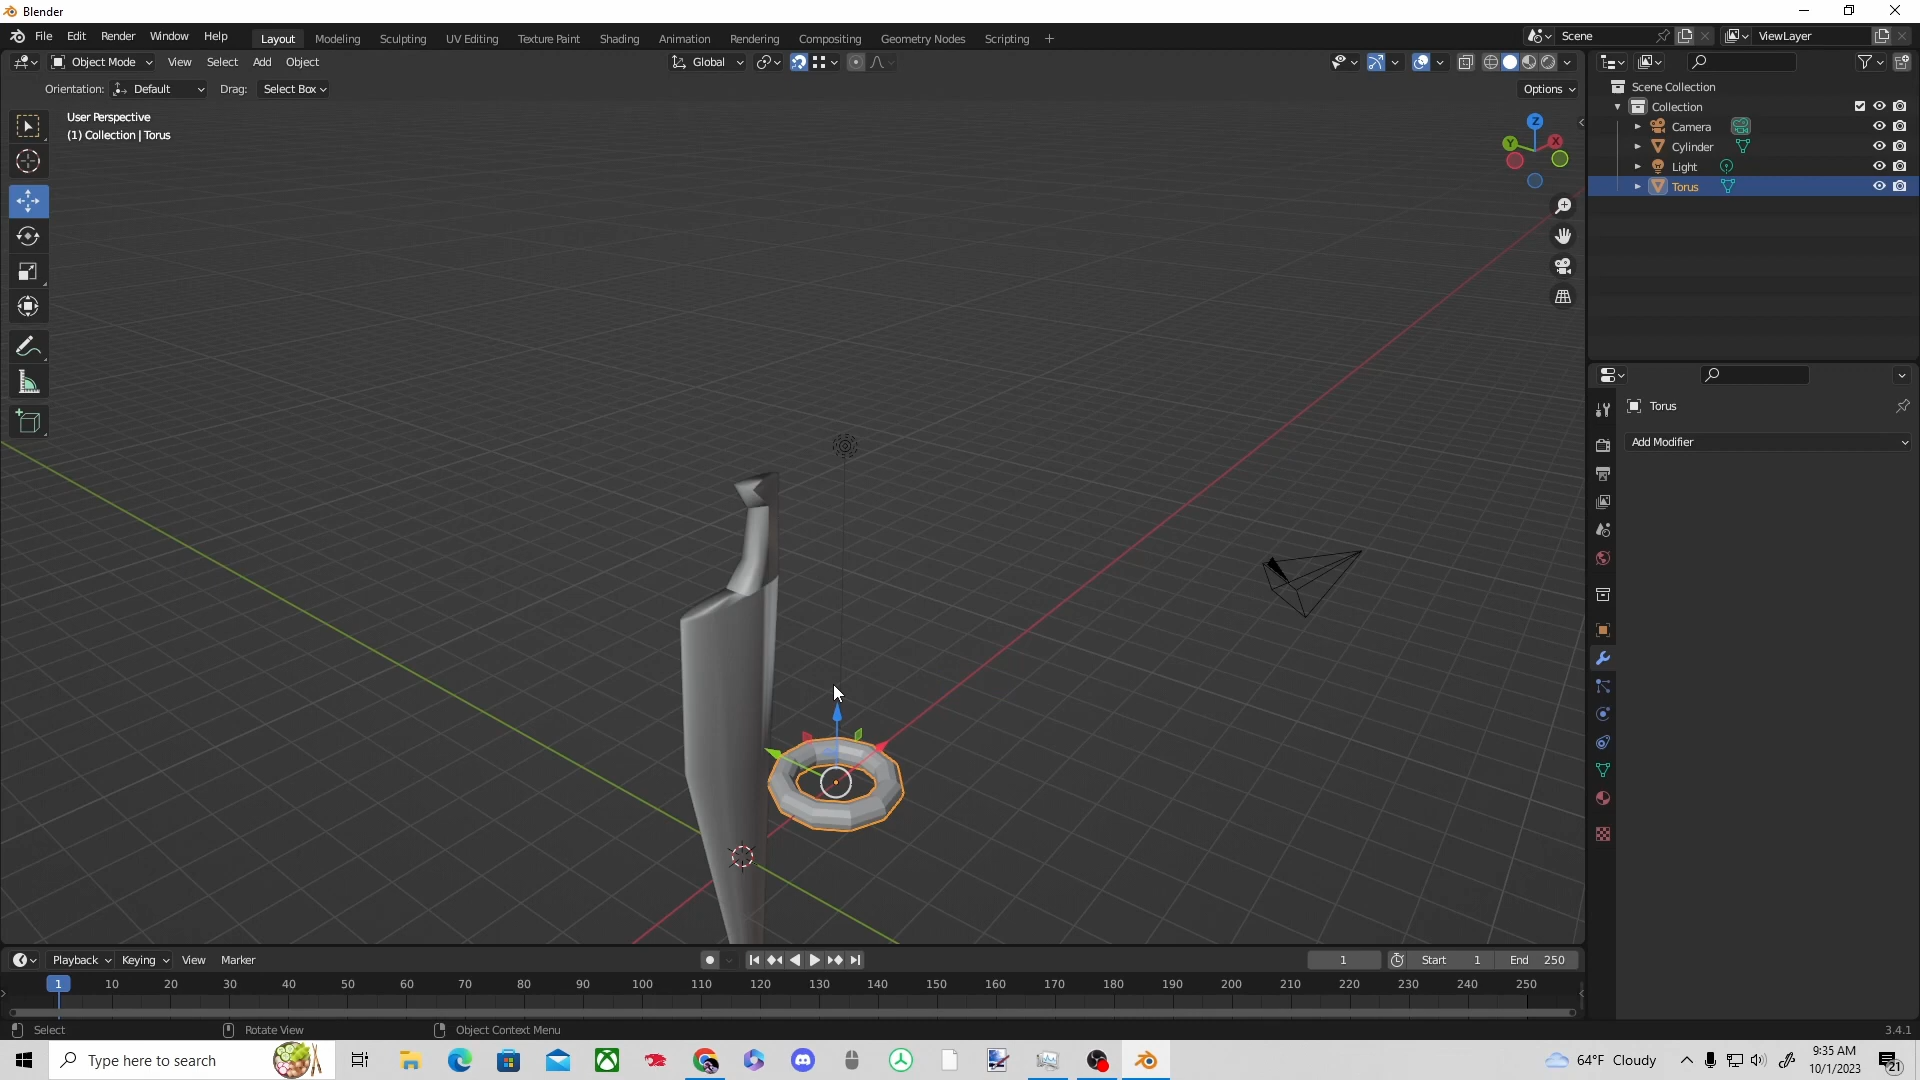 Blender
File Edit Render Window Help Layout Modeling Sculpting UV Editing Texture Paint Shading Animation Rendering Compositing Geometry Nodes Scripting + Scene ViewLayer
Object Mode View Select Add Object Global
Orientation: Default Drag: Select Box Options
User Perspective
(1) Collection | Torus
Z
Y
X
Scene Collection
Collection
Camera
Cylinder
Light
Torus
Torus
Add Modifier
Playback Keying View Marker 1 Start 1 End 250
1 10 20 30 40 50 60 70 80 90 100 110 120 130 140 150 160 170 180 190 200 210 220 230 240 250
Select Rotate View Object Context Menu 3.4.1
Type here to search 64°F Cloudy 9:35 AM
10/1/2023
21